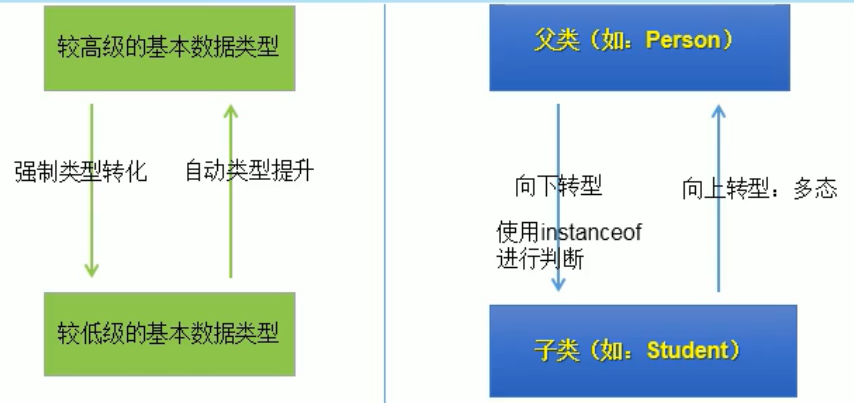 较高级的基本数据类型
强制类型转化
自动类型提升
较低级的基本数据类型
父类（如：Person）
向下转型
使用instanceof
进行判断
向上转型：多态
子类（如：Student）